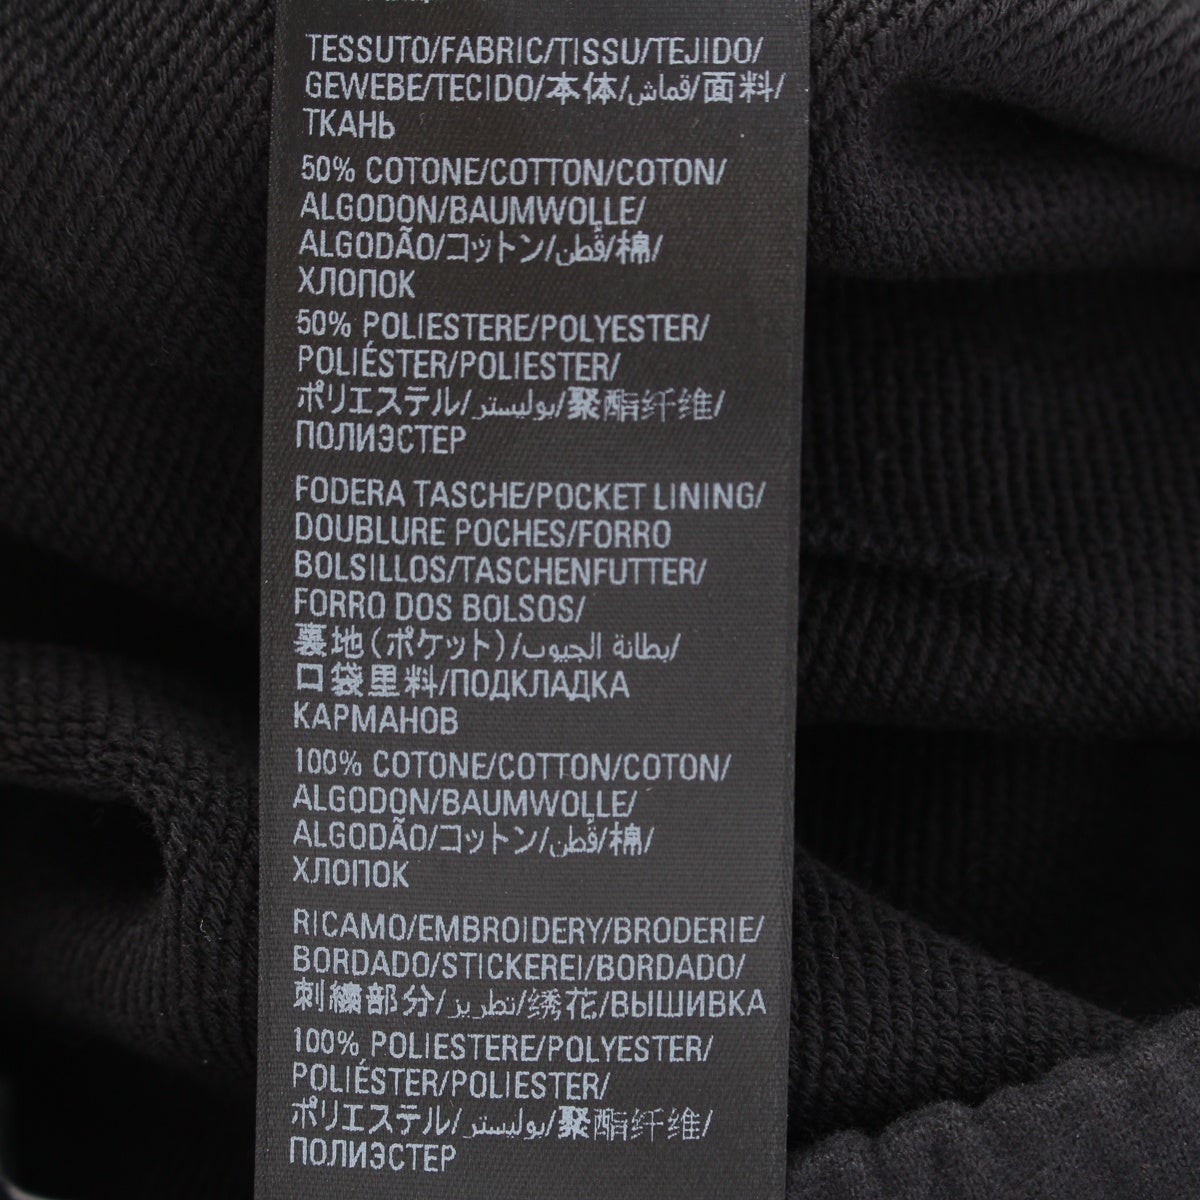 TESSUTO/FABRIC/TISSU/TEJIDO/
GEWEBE/TECIDO/本体/قماش/面料/
ТКАНЬ
50% COTONE/COTTON/COTON/
ALGODON/BAUMWOLLE/
ALGODÃO/コットン/قُطن/棉/
ХЛОПОК
50% POLIESTERE/POLYESTER/
POLIÉSTER/POLIESTER/
ポリエステル/بوليستر/聚酯纤维/
ПОЛИЭСТЕР
FODERA TASCHE/POCKET LINING/
DOUBLURE POCHES/FORRO
BOLSILLOS/TASCHENFUTTER/
FORRO DOS BOLSOS/
裏地(ポケット)/بطانة الجيوب/
口袋里料/ПОДКЛАДКА
КАРМАНОВ
100% COTONE/COTTON/COTON/
ALGODON/BAUMWOLLE/
ALGODÃO/コットン/قُطن/棉/
ХЛОПОК
RICAMO/EMBROIDERY/BRODERIE/
BORDADO/STICKEREI/BORDADO/
刺繍部分/تطريز/绣花/ВЫШИВКА
100% POLIESTERE/POLYESTER/
POLIÉSTER/POLIESTER/
ポリエステル/بوليستر/聚酯纤维/
ПОЛИЭСТЕР